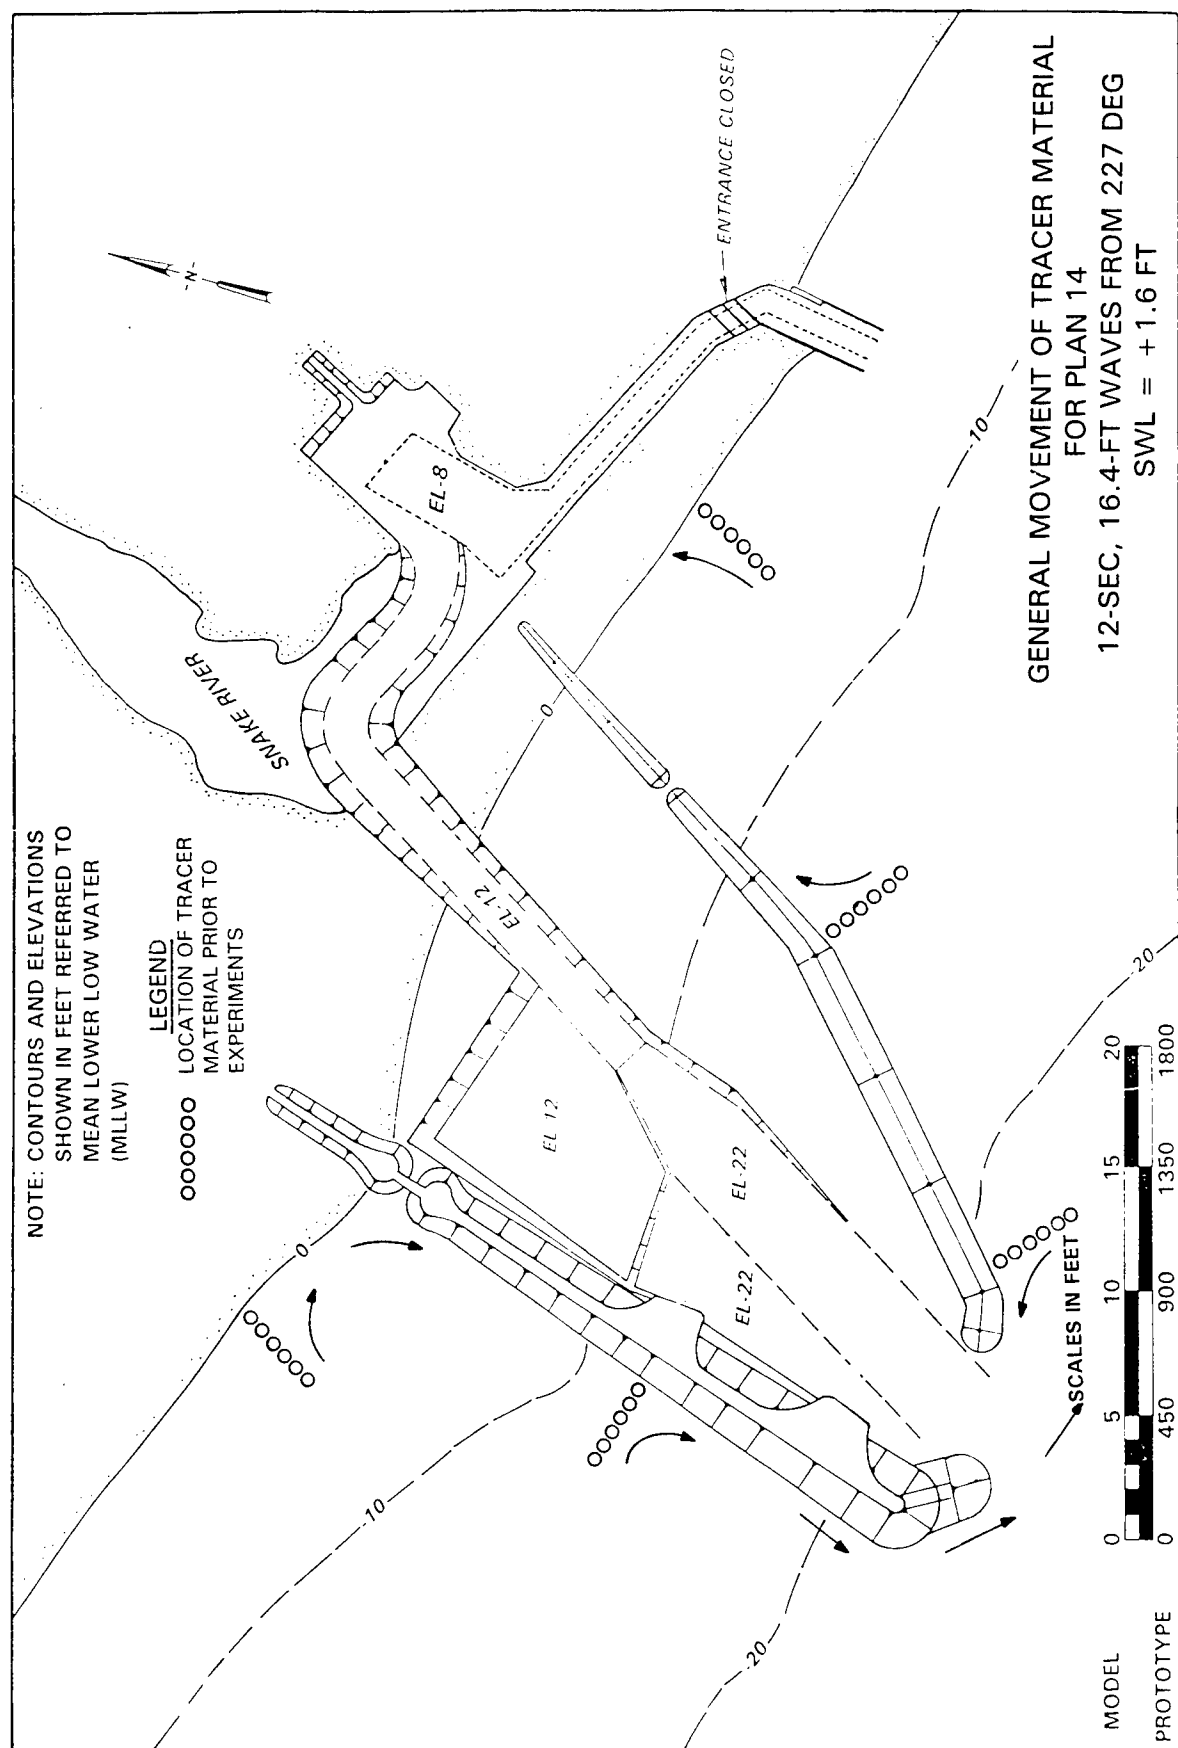 NOTE: CONTOURS AND ELEVATIONS
SHOWN IN FEET REFERRED TO
MEAN LOWER LOW WATER
(MLLW)
LEGEND
LOCATION OF TRACER
MATERIAL PRIOR TO
EXPERIMENTS
-N-
SNAKE RIVER
EL-8
ENTRANCE CLOSED
EL-12
EL 12
EL-22
EL-22
0
0
-10
-10
-20
-20
SCALES IN FEET
MODEL
0 5 10 15 20
PROTOTYPE
0 450 900 1350 1800
GENERAL MOVEMENT OF TRACER MATERIAL
FOR PLAN 14
12-SEC, 16.4-FT WAVES FROM 227 DEG
SWL = +1.6 FT